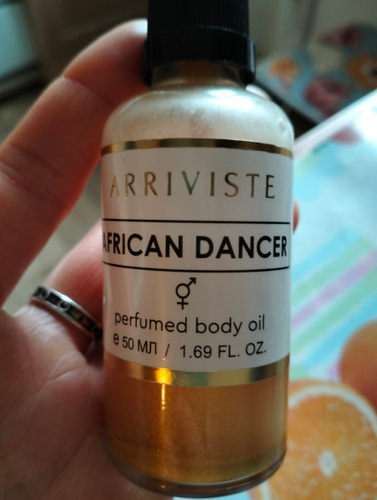 ARRIVISTE
AFRICAN DANCER
⚥
perfumed body oil
℮ 50 МЛ / 1.69 FL. OZ.